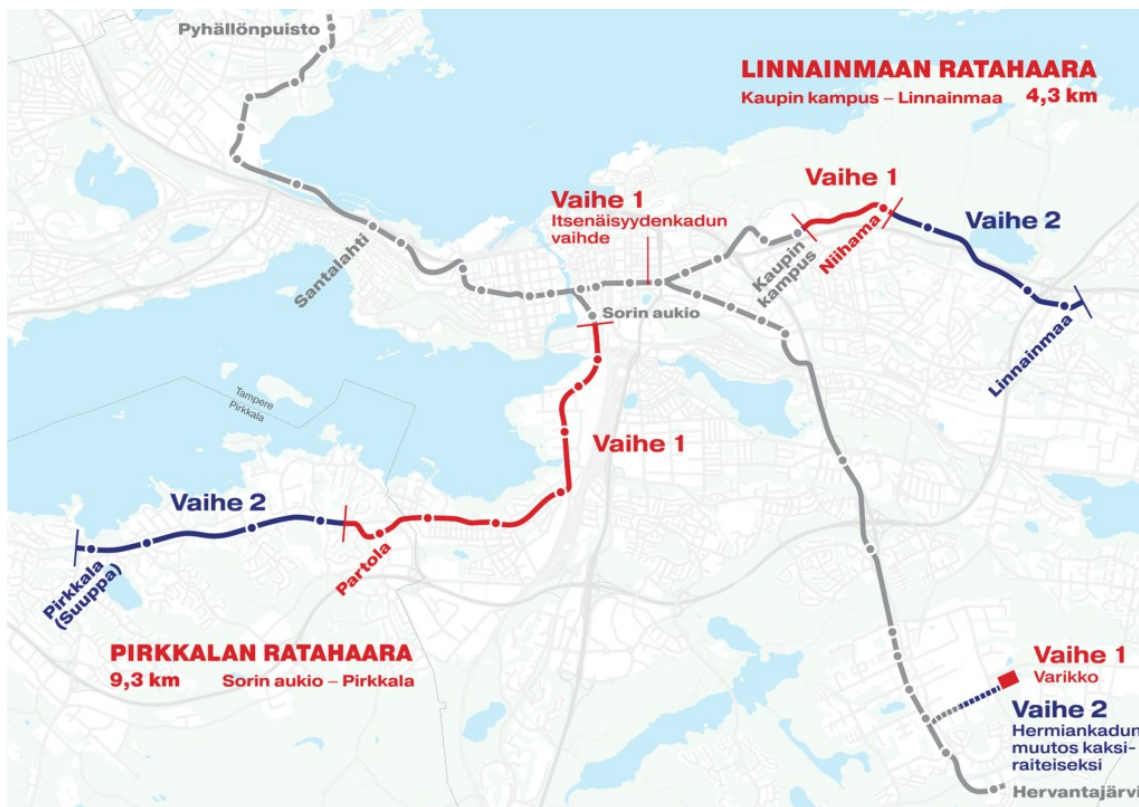 Pyhällönpuisto
LINNAINMAAN RATAHAARA
Kaupin kampus – Linnainmaa 4,3 km
Vaihe 1
Itsenäisyydenkadun
vaihde
Vaihe 1
Vaihe 2
Santalahti
Kaupin
kampus
Niihama
Sorin aukio
Linnainmaa
Tampere
Pirkkala
Vaihe 1
Vaihe 2
Pirkkala
(Suuppa)
Partola
PIRKKALAN RATAHAARA
9,3 km Sorin aukio – Pirkkala
Vaihe 1
Varikko
Vaihe 2
Hermiankadun
muutos kaksi-
raiteiseksi
Hervantajärvi